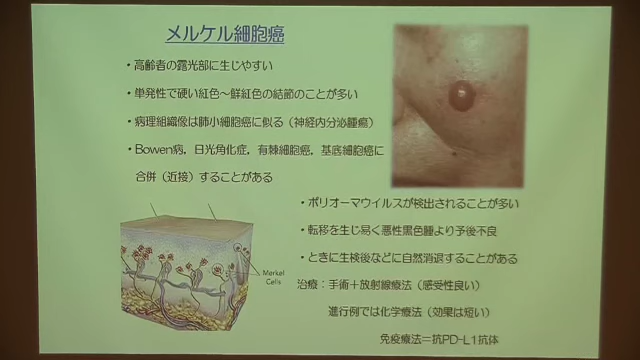 メルケル細胞癌
・高齢者の露光部に生じやすい
・単発性で硬い紅色～鮮紅色の結節のことが多い
・病理組織像は肺小細胞癌に似る（神経内分泌腫瘍）
・Bowen病，日光角化症，有棘細胞癌，基底細胞癌に
合併（近接）することがある
・ポリオーマウイルスが検出されることが多い
・転移を生じ易く悪性黒色腫より予後不良
・ときに生検後などに自然消退することがある
Merkel
Cells
治療：手術＋放射線療法（感受性良い）
進行例では化学療法（効果は短い）
免疫療法＝抗PD-L1抗体